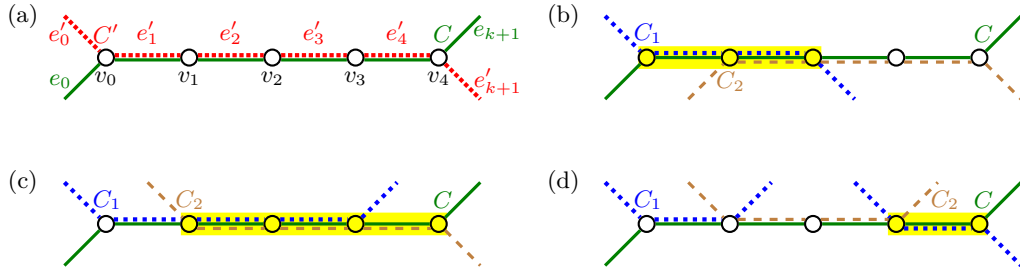 (a) e′₀ C′ e′₁ e′₂ e′₃ e′₄ C eₖ₊₁
e₀ v₀ v₁ v₂ v₃ v₄ e′ₖ₊₁
(b) C₁ C
C₂
(c) C₁ C₂ C
(d) C₁ C₂ C